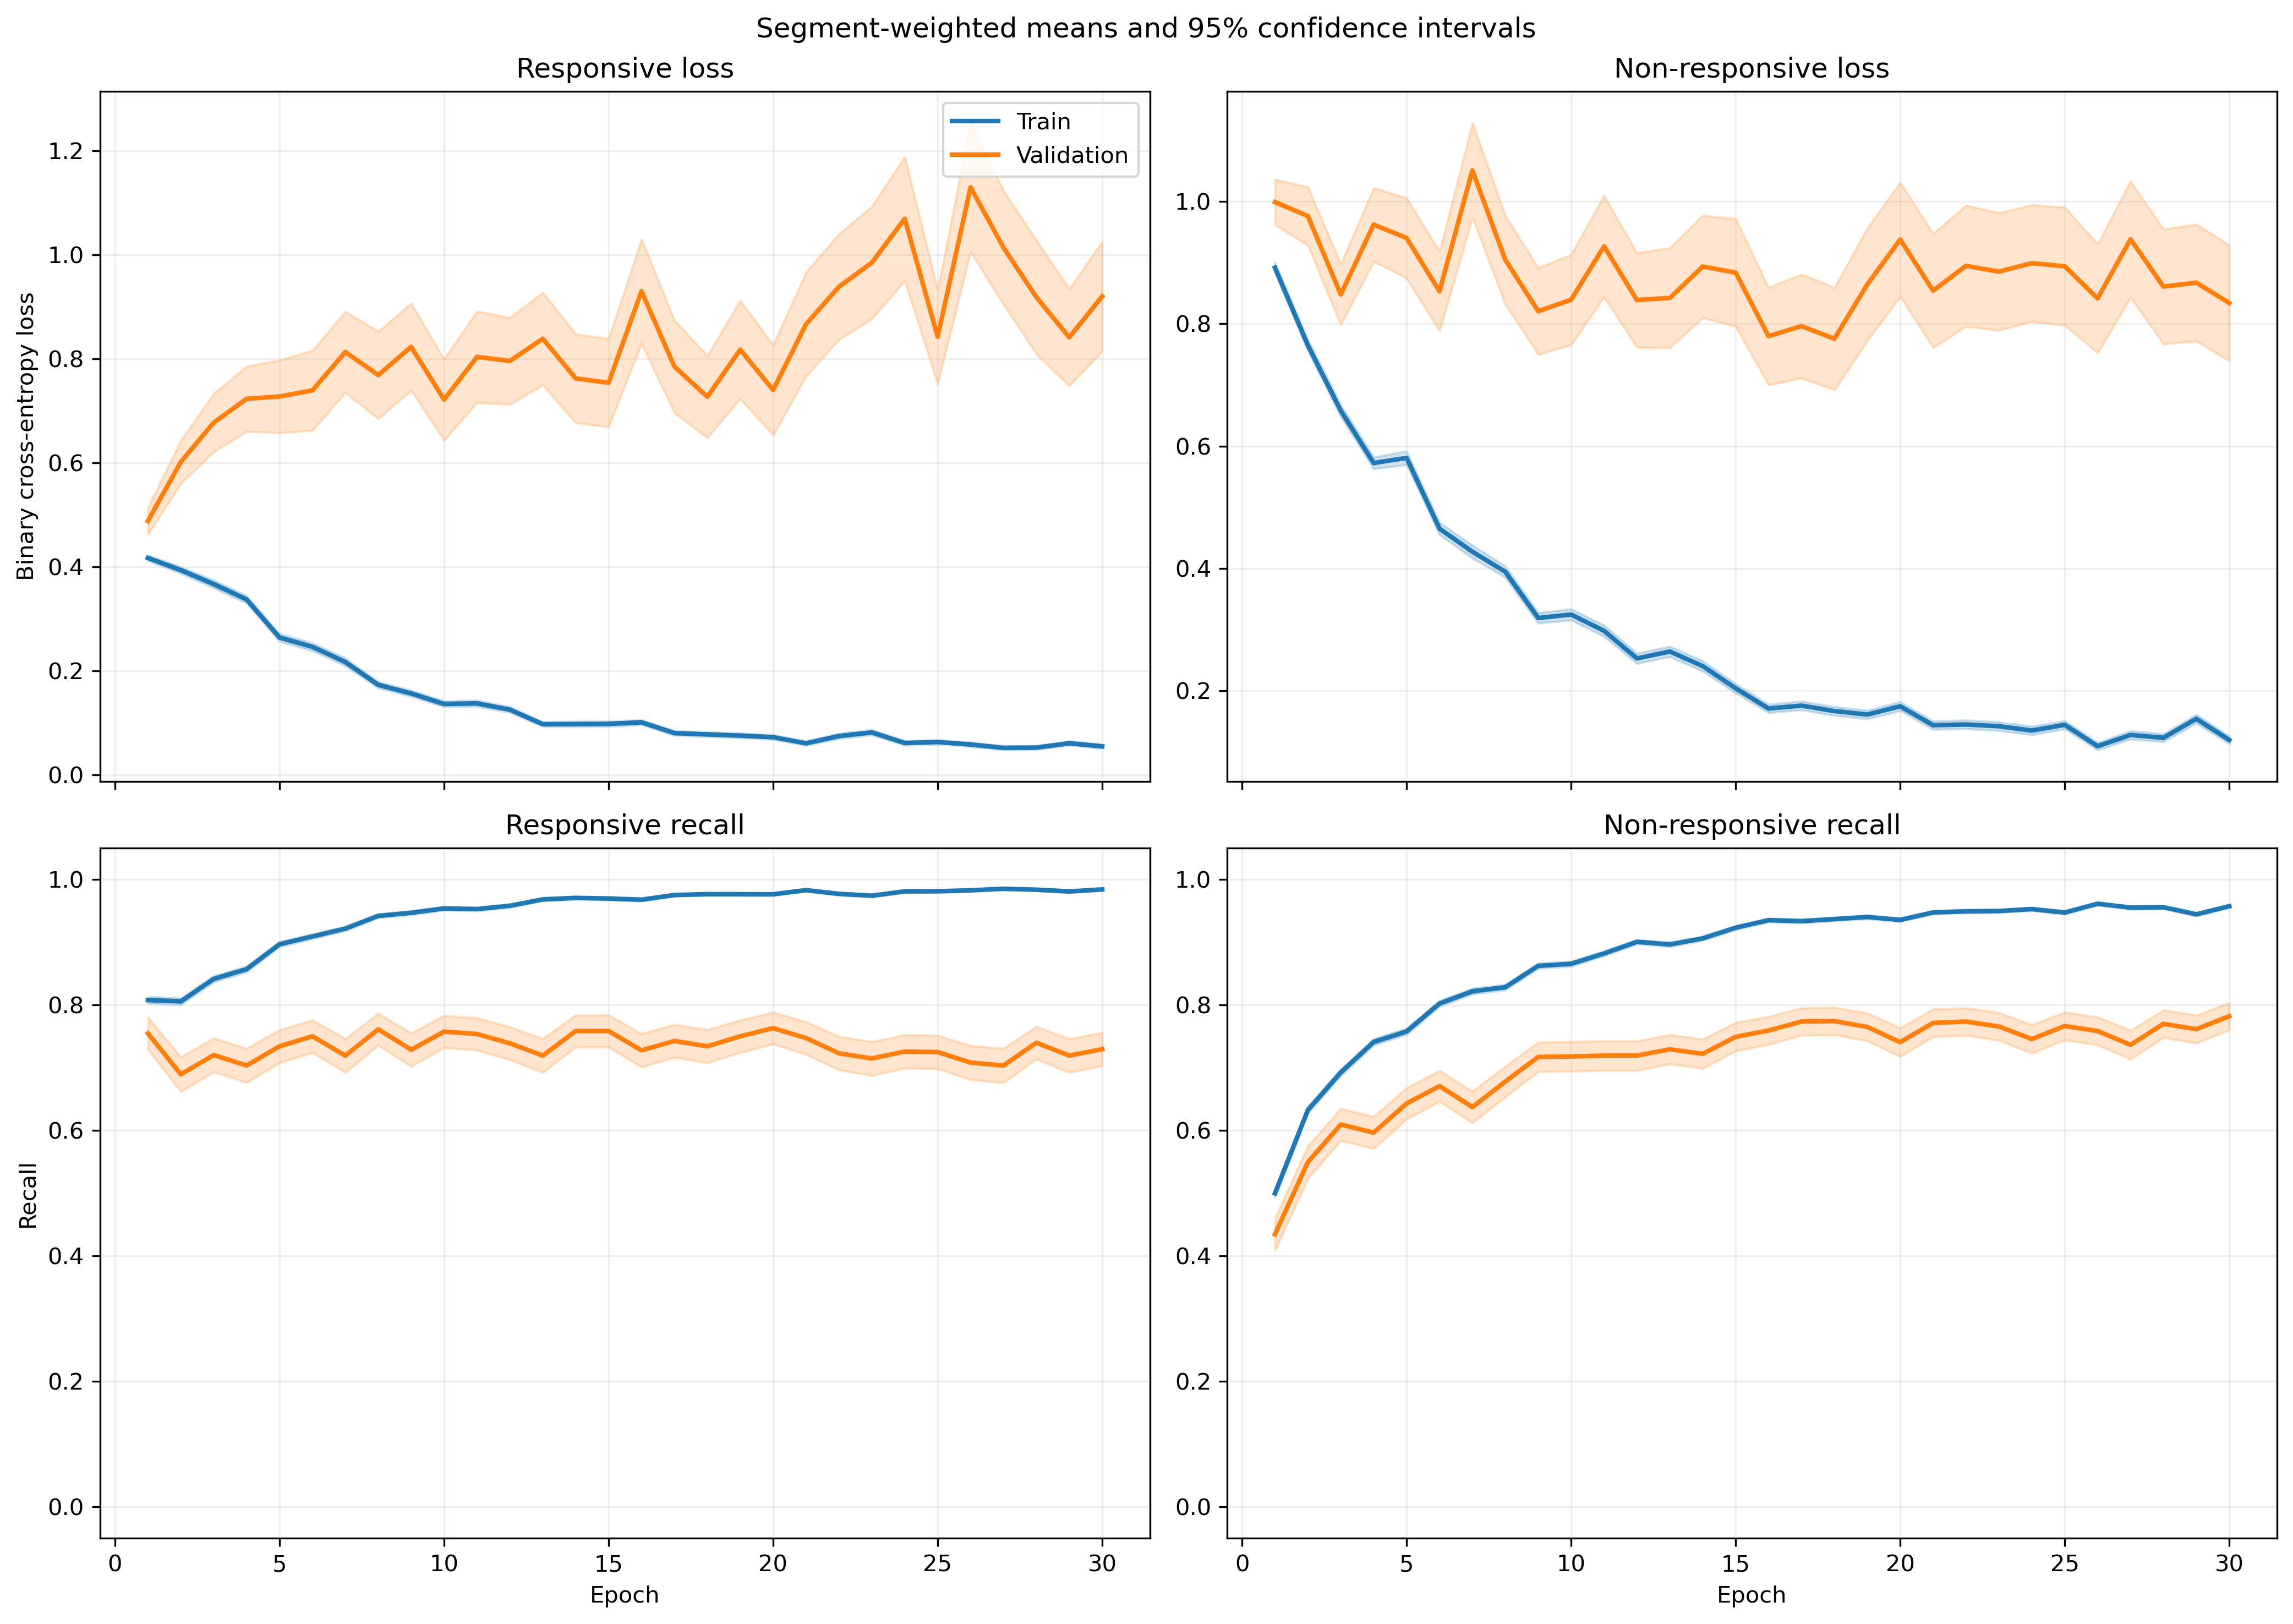 Segment-weighted means and 95% confidence intervals
Responsive loss
Non-responsive loss
Train
Validation
Binary cross-entropy loss
1.2
1.0
0.8
0.6
0.4
0.2
0.0
1.0
0.8
0.6
0.4
0.2
Responsive recall
Non-responsive recall
Recall
1.0
0.8
0.6
0.4
0.2
0.0
0 5 10 15 20 25 30
Epoch
1.0
0.8
0.6
0.4
0.2
0.0
0 5 10 15 20 25 30
Epoch